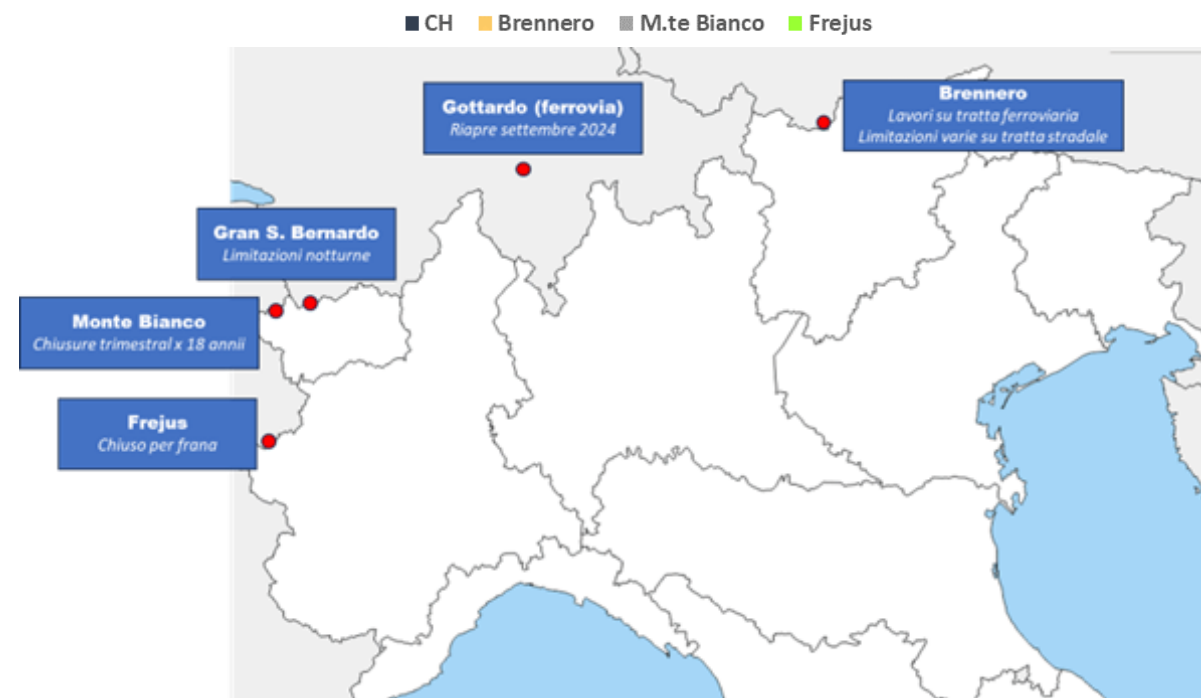 CH Brennero M.te Bianco Frejus
Gottardo (ferrovia)
Riapre settembre 2024
Brennero
Lavori su tratta ferroviaria
Limitazioni varie su tratta stradale
Gran S. Bernardo
Limitazioni notturne
Monte Bianco
Chiusure trimestral x 18 annii
Frejus
Chiuso per frana